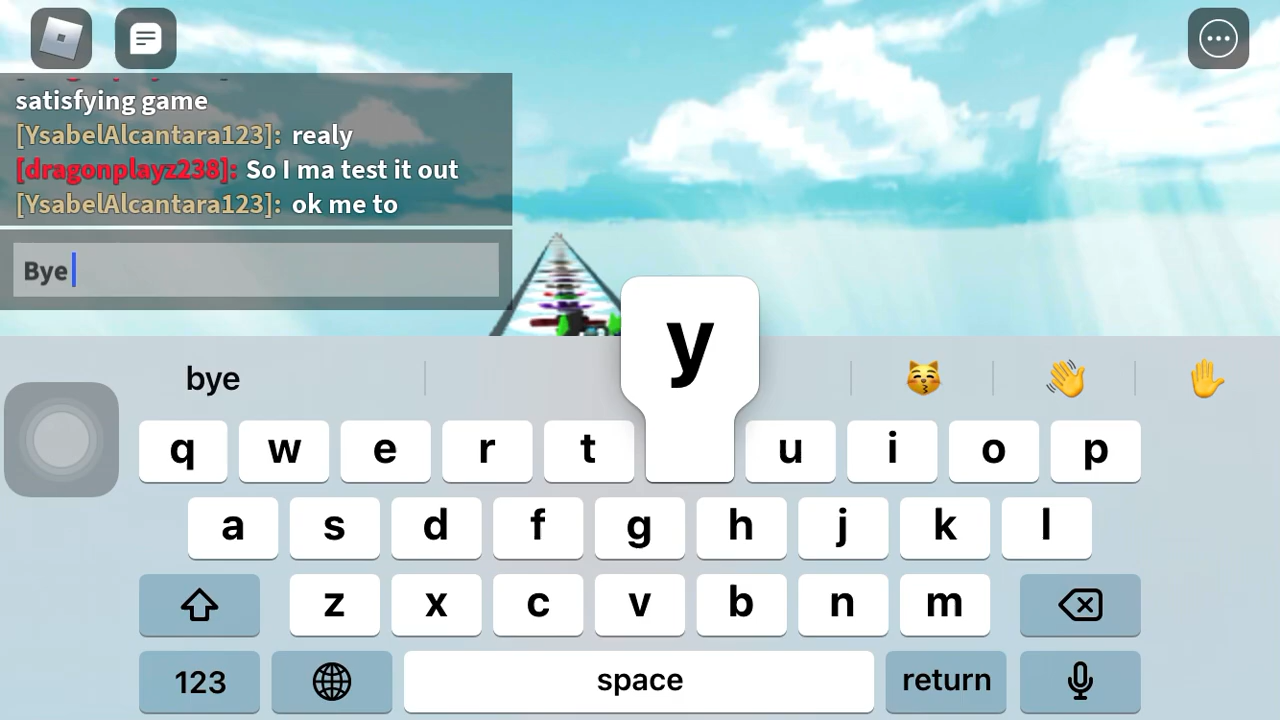 satisfying game
[YsabelAlcantara123]: realy
[dragonplayz238]: So I ma test it out
[YsabelAlcantara123]: ok me to
Bye
bye
y
q w e r t u i o p
a s d f g h j k l
z x c v b n m
123 space return